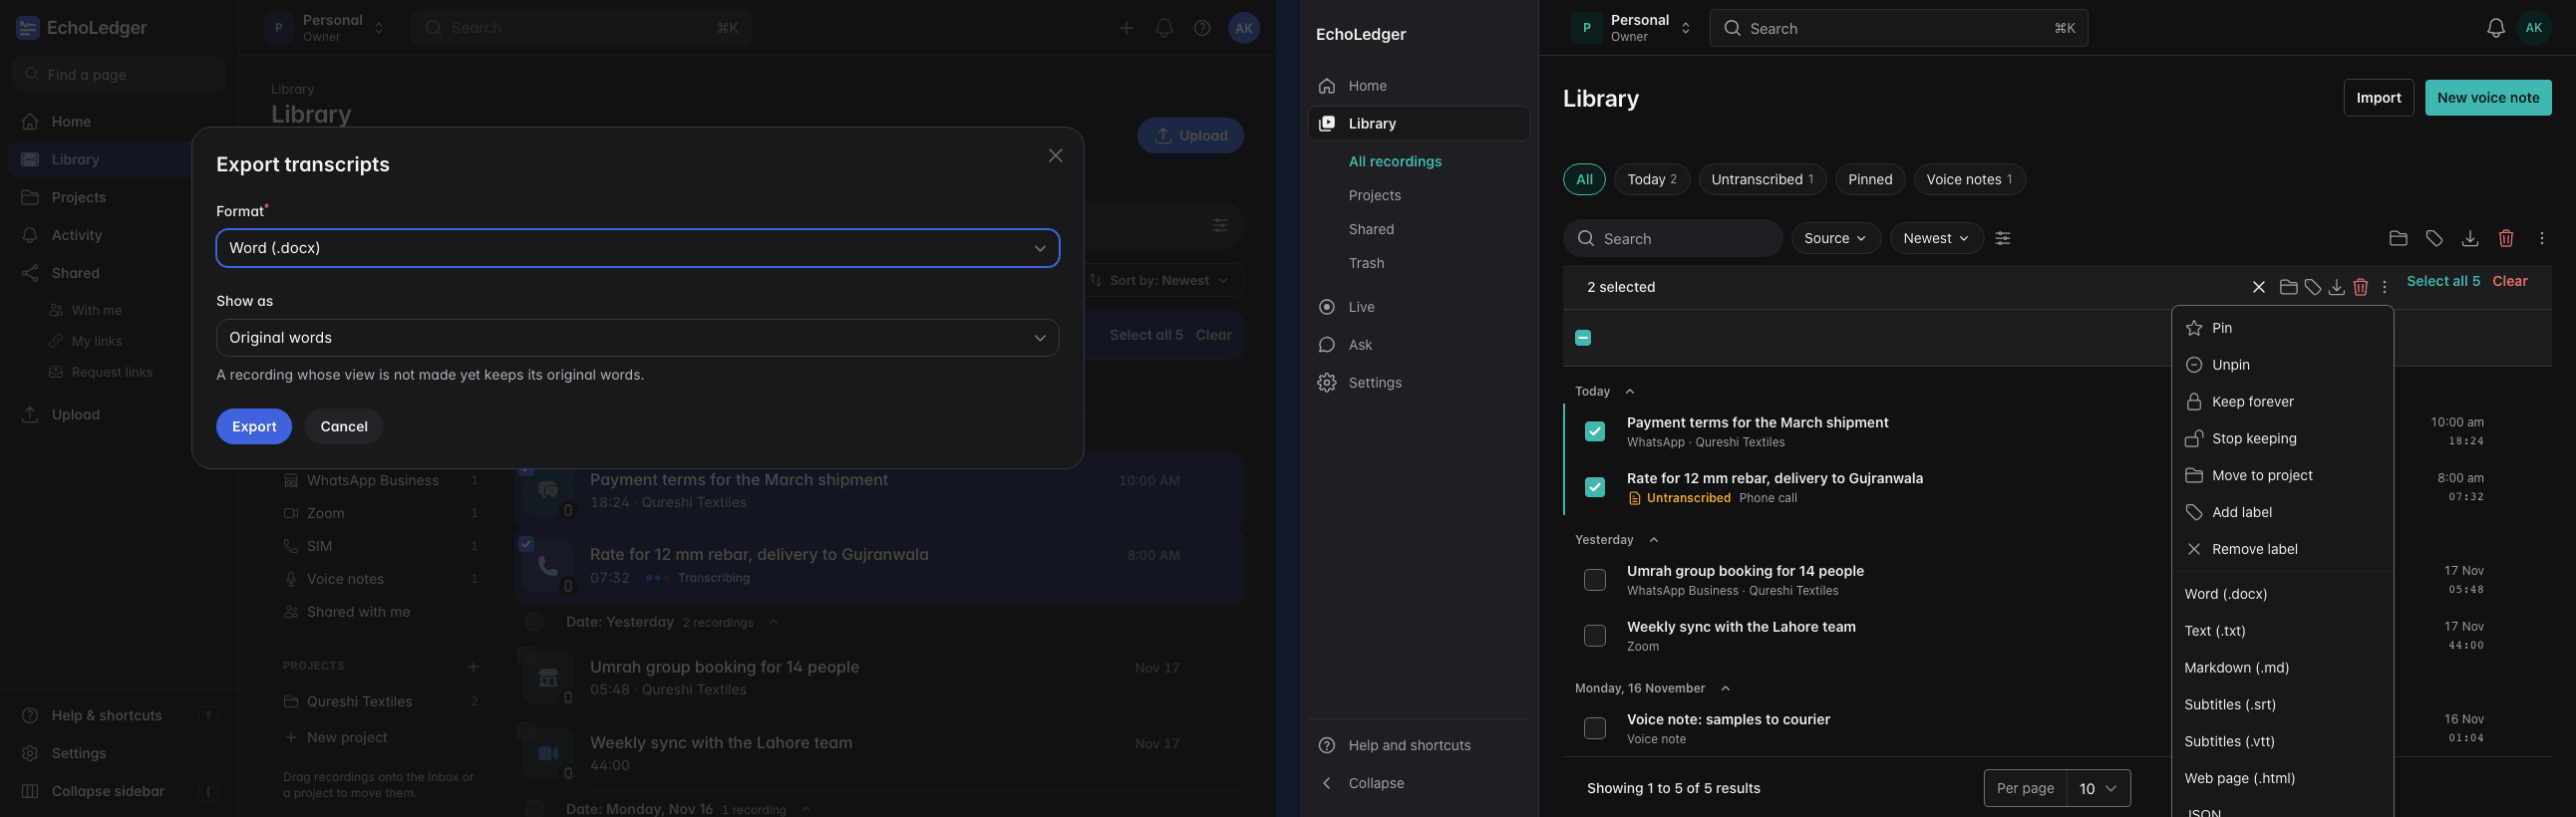 EchoLedger
Find a page
Home
Library
Projects
Activity
Shared
With me
My links
Request links
Upload
Help & shortcuts ?
Settings
Collapse sidebar [
P Personal
Owner
Search ⌘K
AK
Library
Library
Upload
Export transcripts
Format*
Word (.docx)
Show as
Original words
A recording whose view is not made yet keeps its original words.
Export Cancel
Sort by: Newest
Select all 5 Clear
WhatsApp Business 1
Zoom 1
SIM 1
Voice notes 1
Shared with me
PROJECTS
Qureshi Textiles 2
New project
Drag recordings onto the Inbox or
a project to move them.
Payment terms for the March shipment 10:00 AM
18:24 · Qureshi Textiles
Rate for 12 mm rebar, delivery to Gujranwala 8:00 AM
07:32 Transcribing
Date: Yesterday 2 recordings
Umrah group booking for 14 people Nov 17
05:48 · Qureshi Textiles
Weekly sync with the Lahore team Nov 17
44:00
Date: Monday, Nov 16 1 recording
EchoLedger
Home
Library
All recordings
Projects
Shared
Trash
Live
Ask
Settings
Help and shortcuts
Collapse
P Personal
Owner
Search ⌘K
AK
Library
Import New voice note
All Today 2 Untranscribed 1 Pinned Voice notes 1
Search Source Newest
2 selected Select all 5 Clear
Pin
Unpin
Keep forever
Stop keeping
Move to project
Add label
Remove label
Word (.docx)
Text (.txt)
Markdown (.md)
Subtitles (.srt)
Subtitles (.vtt)
Web page (.html)
JSON
Today
Payment terms for the March shipment 10:00 am
WhatsApp · Qureshi Textiles 18:24
Rate for 12 mm rebar, delivery to Gujranwala 8:00 am
Untranscribed Phone call 07:32
Yesterday
Umrah group booking for 14 people 17 Nov
WhatsApp Business · Qureshi Textiles 05:48
Weekly sync with the Lahore team 17 Nov
Zoom 44:00
Monday, 16 November
Voice note: samples to courier 16 Nov
Voice note 01:04
Showing 1 to 5 of 5 results Per page 10